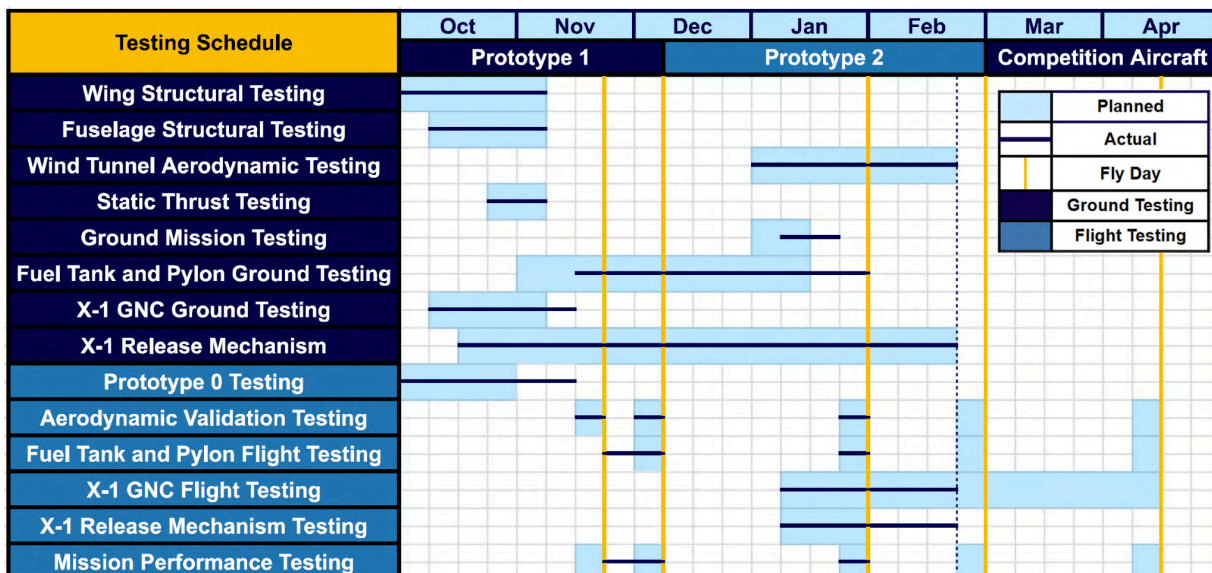 Testing Schedule
Oct Nov Dec Jan Feb Mar Apr
Prototype 1 Prototype 2 Competition Aircraft
Wing Structural Testing
Fuselage Structural Testing
Wind Tunnel Aerodynamic Testing
Static Thrust Testing
Ground Mission Testing
Fuel Tank and Pylon Ground Testing
X-1 GNC Ground Testing
X-1 Release Mechanism
Prototype 0 Testing
Aerodynamic Validation Testing
Fuel Tank and Pylon Flight Testing
X-1 GNC Flight Testing
X-1 Release Mechanism Testing
Mission Performance Testing
Planned
Actual
Fly Day
Ground Testing
Flight Testing